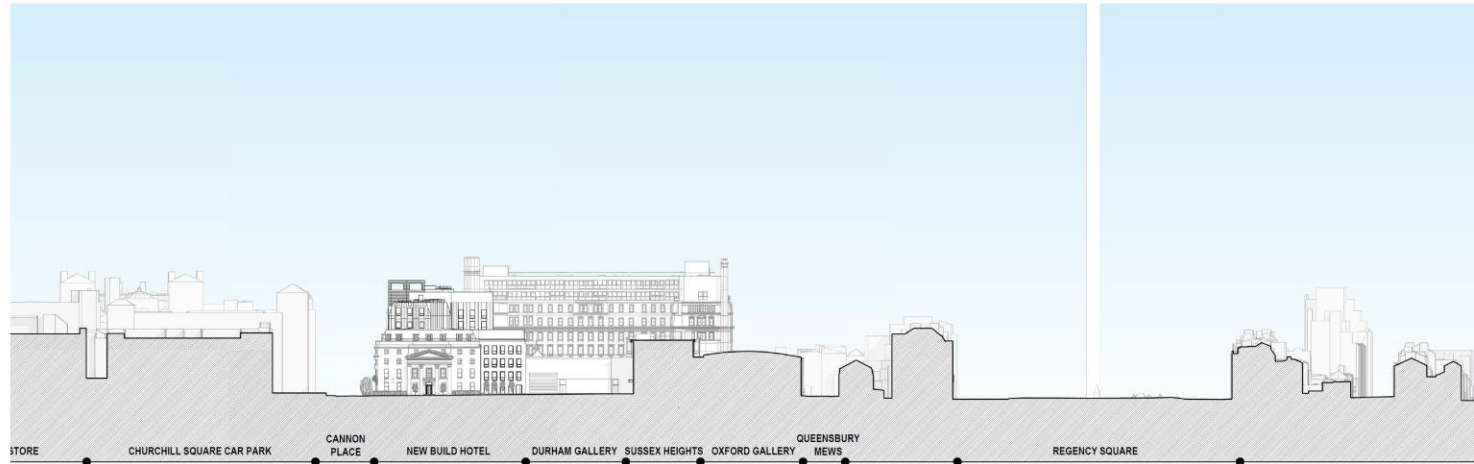 STORE
CHURCHILL SQUARE CAR PARK
CANNON
PLACE
NEW BUILD HOTEL
DURHAM GALLERY
SUSSEX HEIGHTS
OXFORD GALLERY
QUEENSBURY
MEWS
REGENCY SQUARE